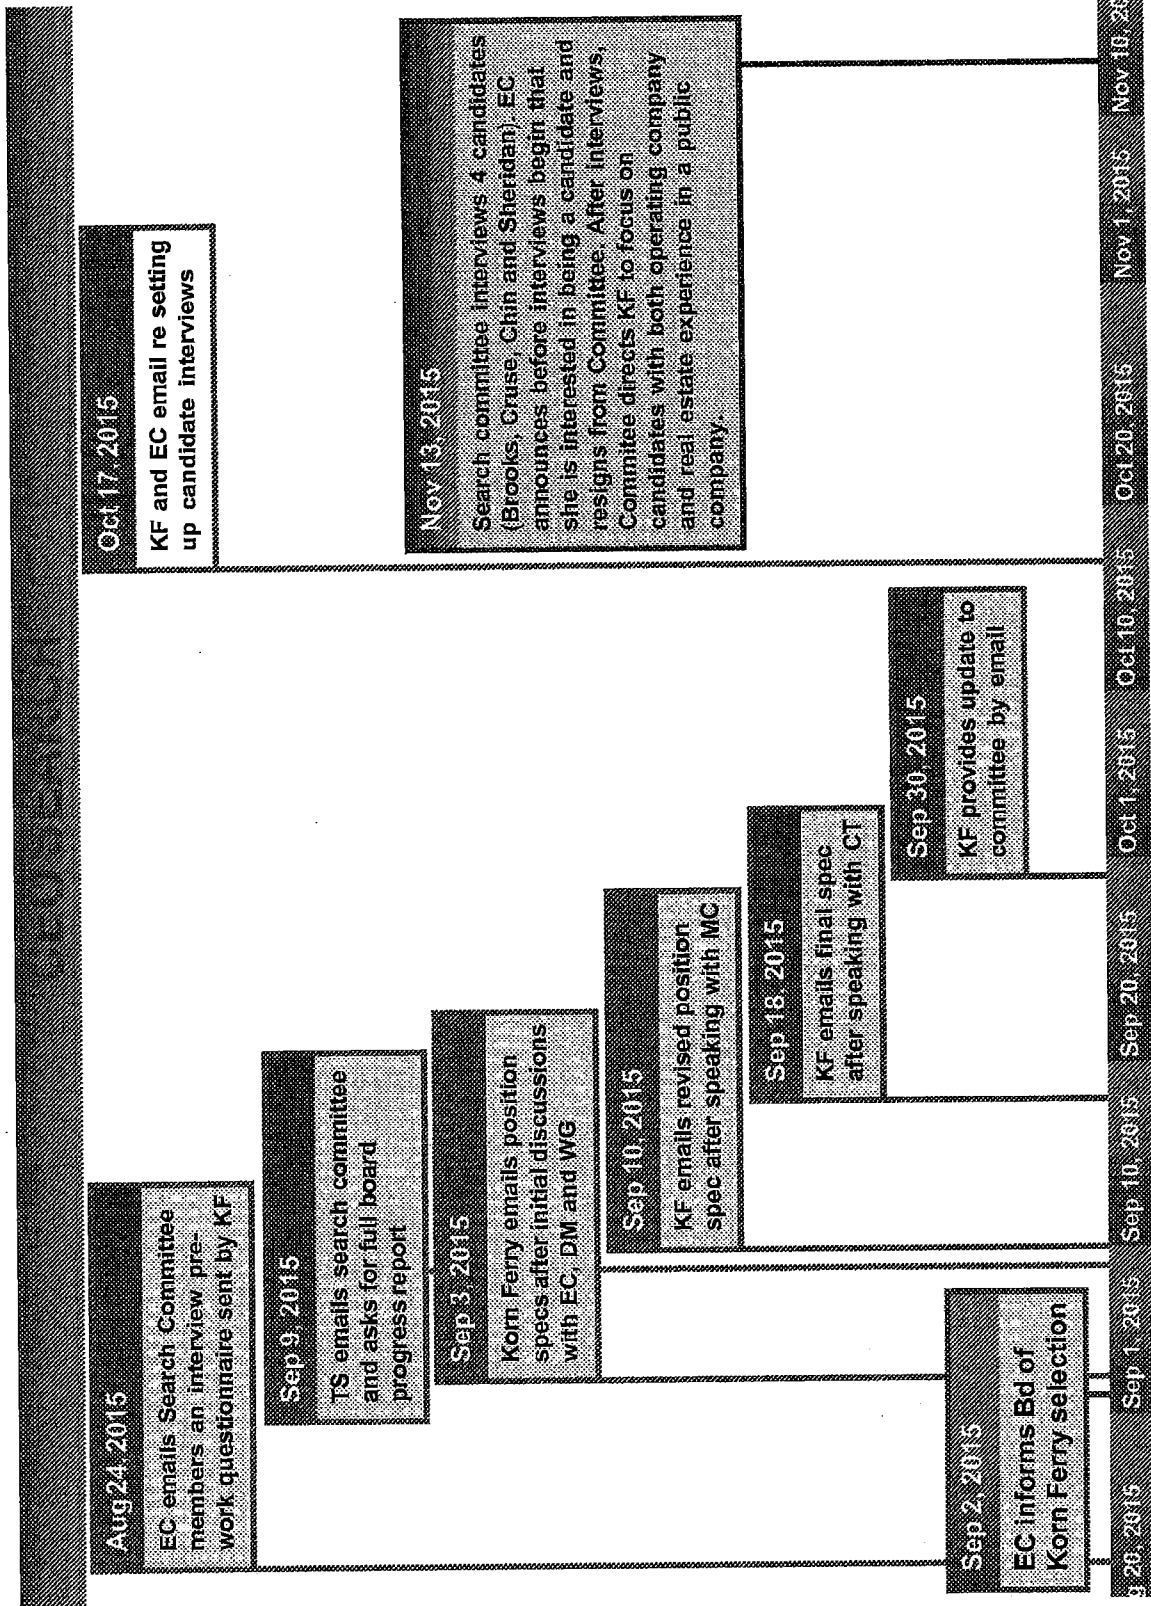 CEO SEARCH
Aug 24, 2015
EC emails Search Committee
members an interview pre-
work questionnaire sent by KF
Sep 9, 2015
TS emails search committee
and asks for full board
progress report
Sep 3, 2015
Korn Ferry emails position
specs after initial discussions
with EC, DM and WG
Sep 10, 2015
KF emails revised position
spec after speaking with MC
Sep 18, 2015
KF emails final spec
after speaking with CT
Sep 30, 2015
KF provides update to
committee by email
Sep 2, 2015
EC informs Bd of
Korn Ferry selection
Oct 17, 2015
KF and EC email re setting
up candidate interviews
Nov 13, 2015
Search committee interviews 4 candidates
(Brooks, Cruse, Chin and Sheridan). EC
announces before interviews begin that
she is interested in being a candidate and
resigns from Committee. After interviews,
Commitee directs KF to focus on
candidates with both operating company
and real estate experience in a public
company.
g 20, 2015 Sep 1, 2015 Sep 10, 2015 Sep 20, 2015 Oct 1, 2015 Oct 10, 2015 Oct 20, 2015 Nov 1, 2015 Nov 10, 20